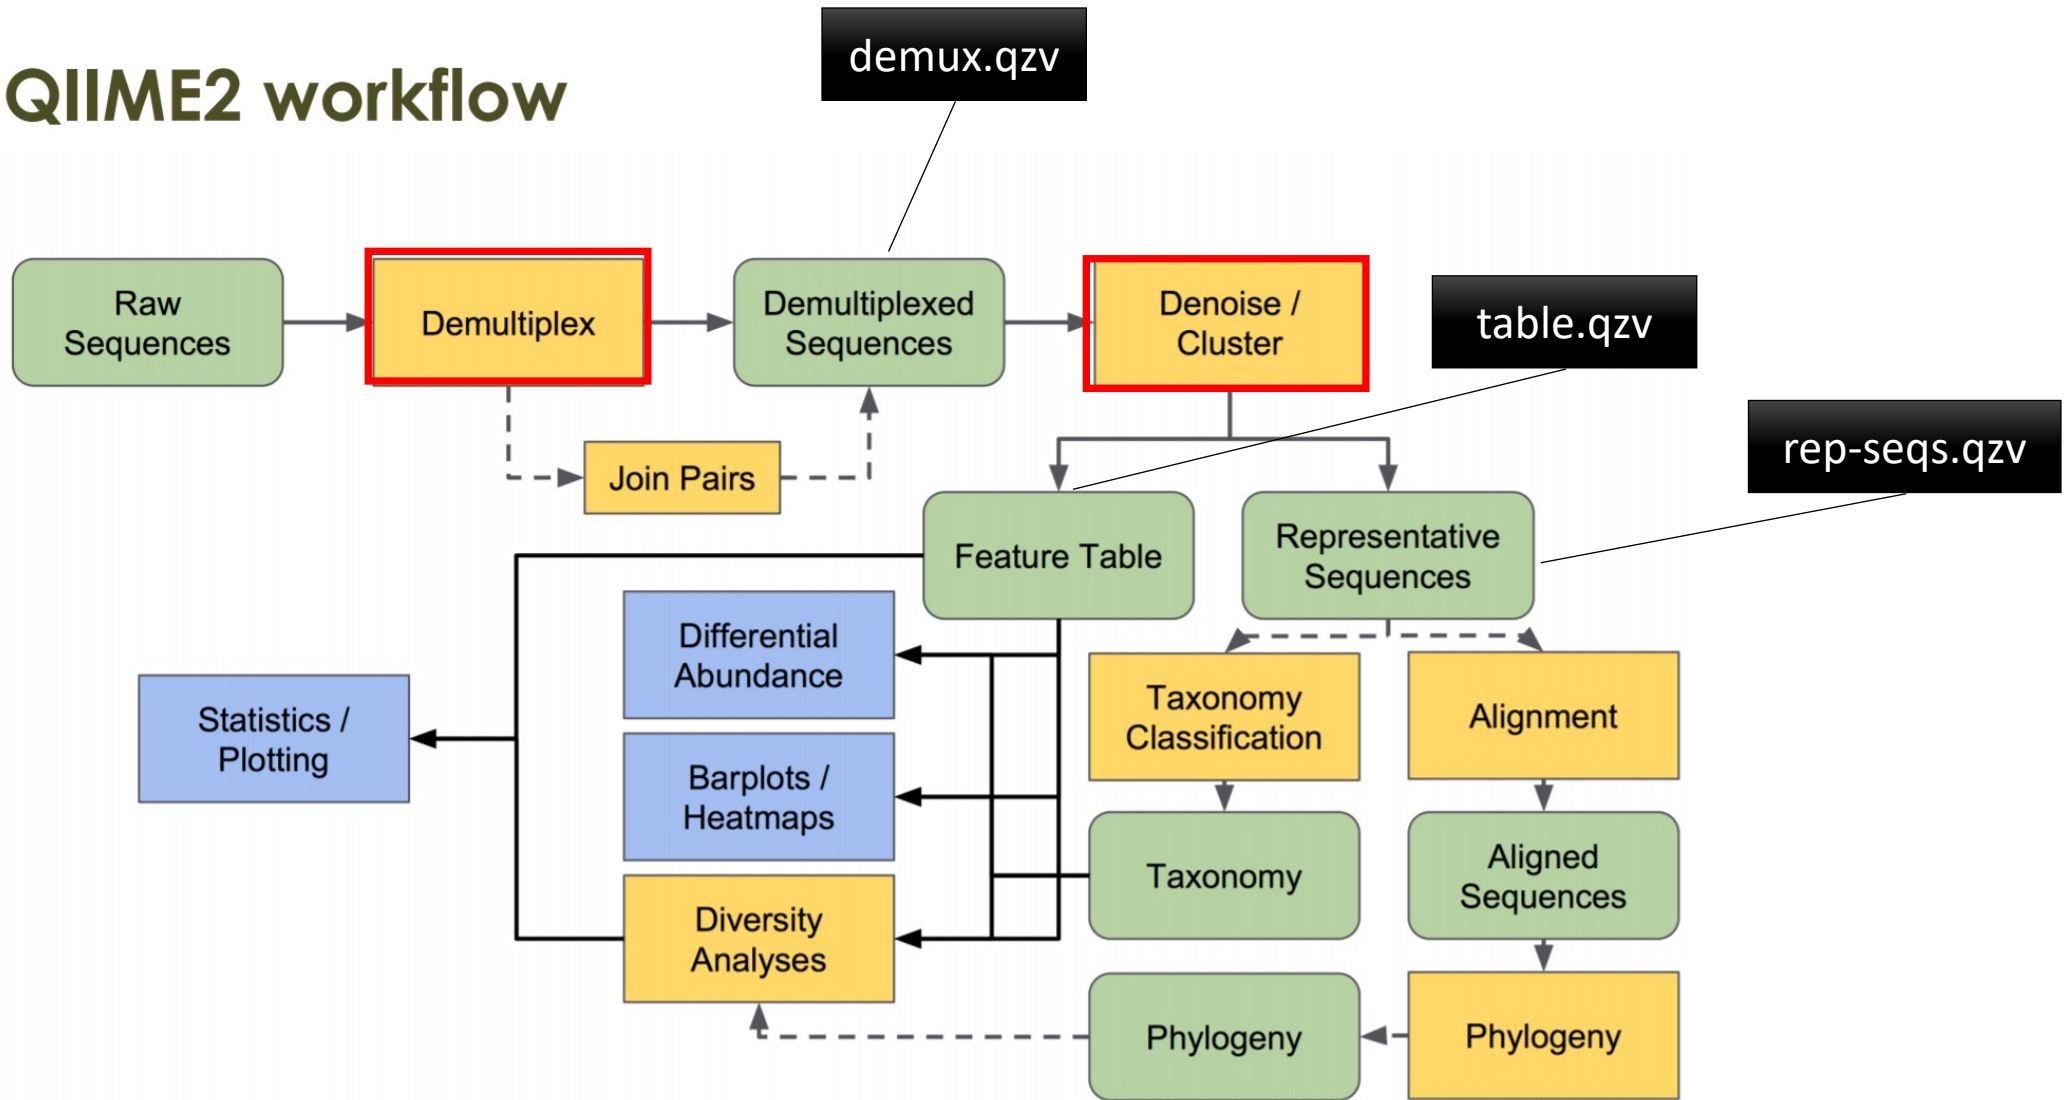 demux.qzv
QIIME2 workflow
Raw
Sequences
Demultiplex
Demultiplexed
Sequences
Denoise /
Cluster
table.qzv
rep-seqs.qzv
Join Pairs
Feature Table
Representative
Sequences
Differential
Abundance
Statistics /
Plotting
Taxonomy
Classification
Alignment
Barplots /
Heatmaps
Taxonomy
Aligned
Sequences
Diversity
Analyses
Phylogeny
Phylogeny